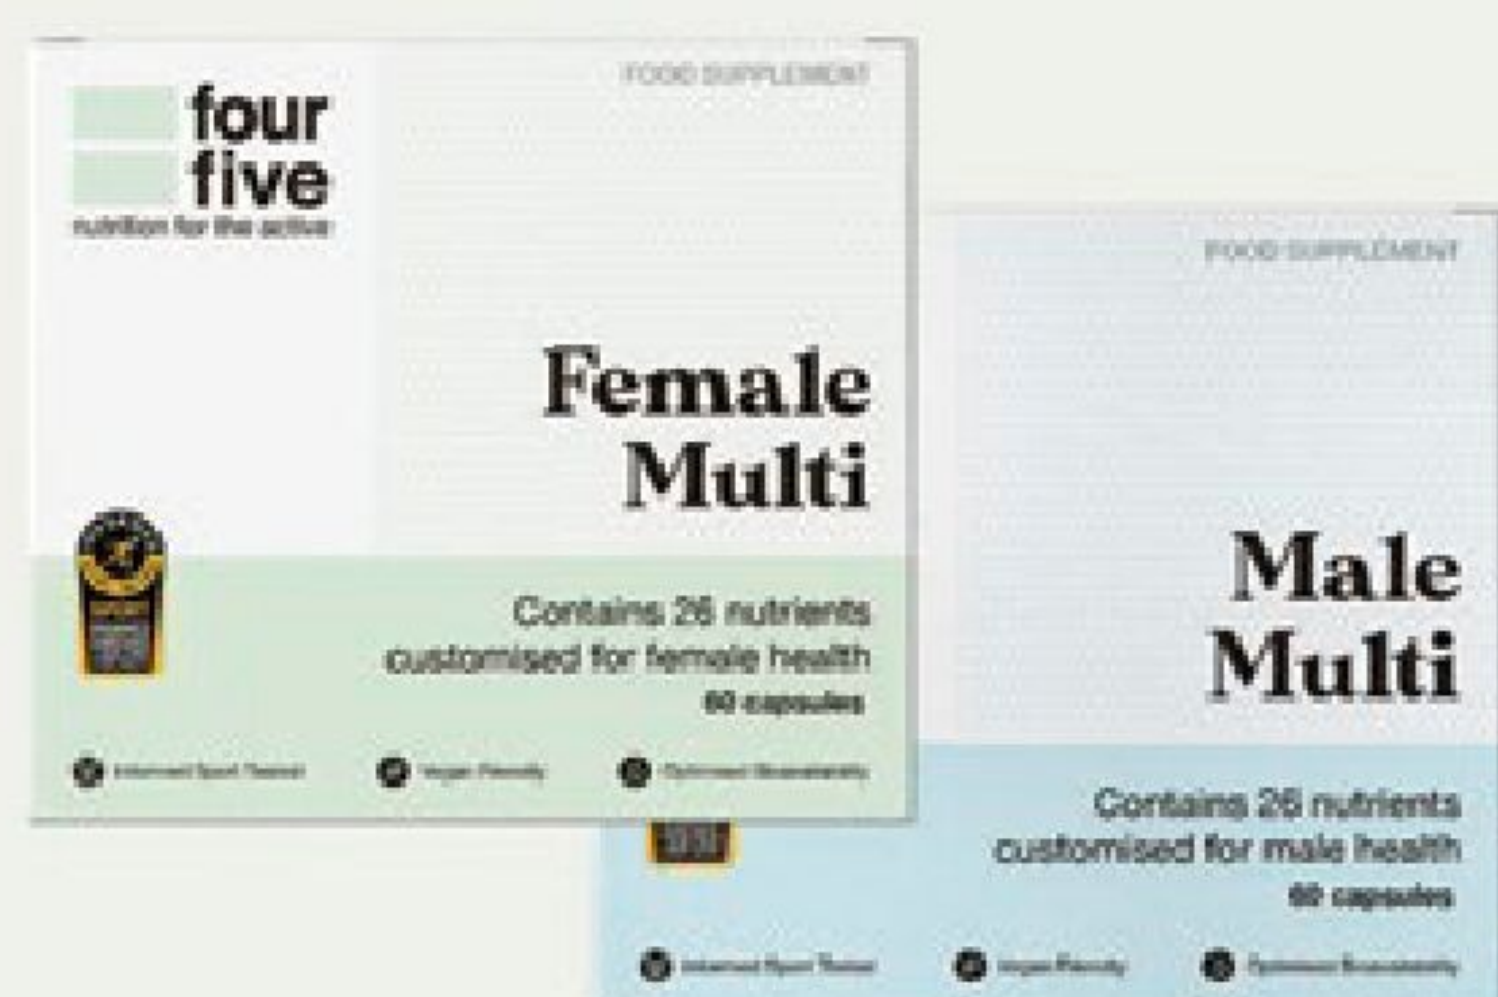 four
five
nutrition for the active
FOOD SUPPLEMENT
Female
Multi
Contains 26 nutrients
customised for female health
60 capsules
Informed Sport Tested
Vegan Friendly
Optimised Bioavailability
FOOD SUPPLEMENT
Male
Multi
Contains 26 nutrients
customised for male health
60 capsules
Informed Sport Tested
Vegan Friendly
Optimised Bioavailability